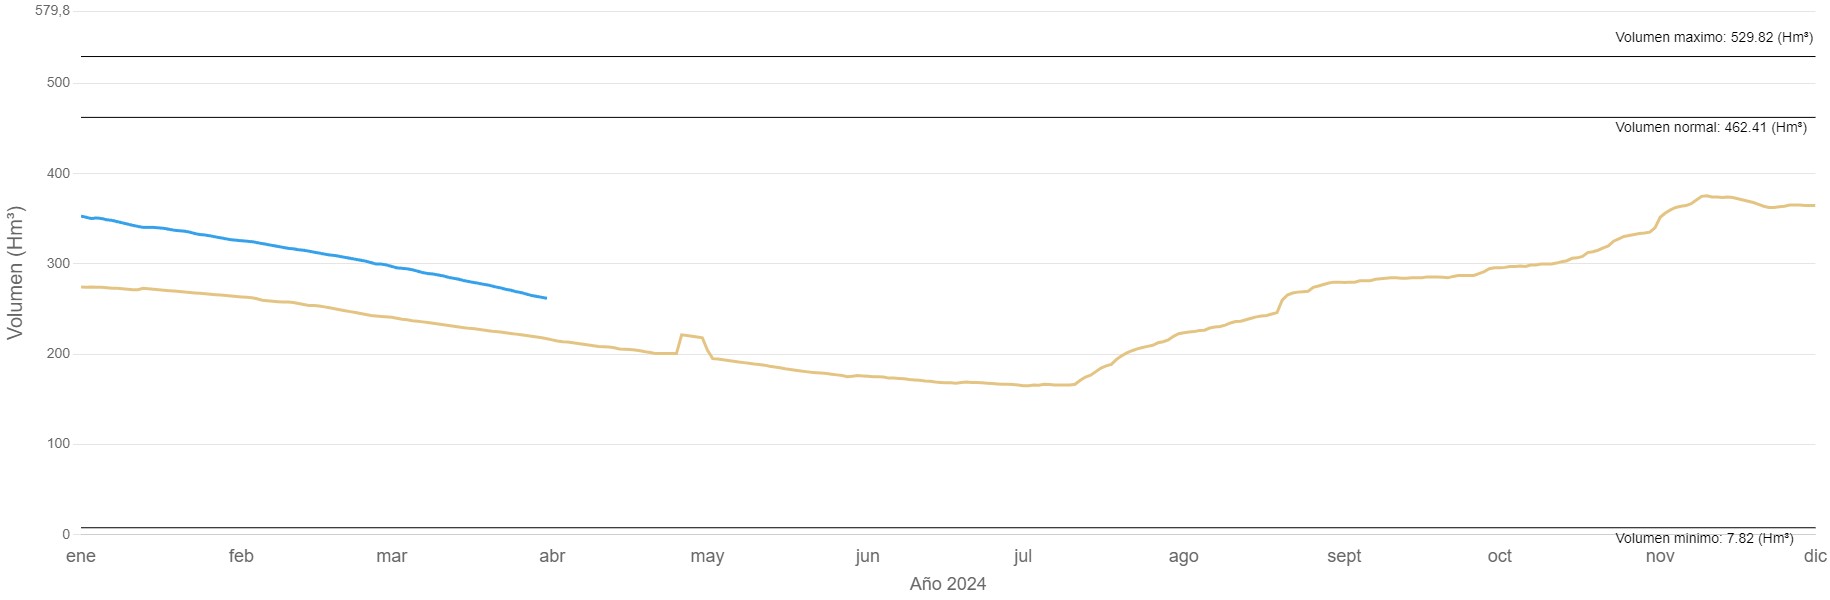 579,8
Volumen maximo: 529.82 (Hm³)
500
Volumen normal: 462.41 (Hm³)
400
300
200
100
0
Volumen minimo: 7.82 (Hm³)
Volumen (Hm³)
ene feb mar abr may jun jul ago sept oct nov dic
Año 2024